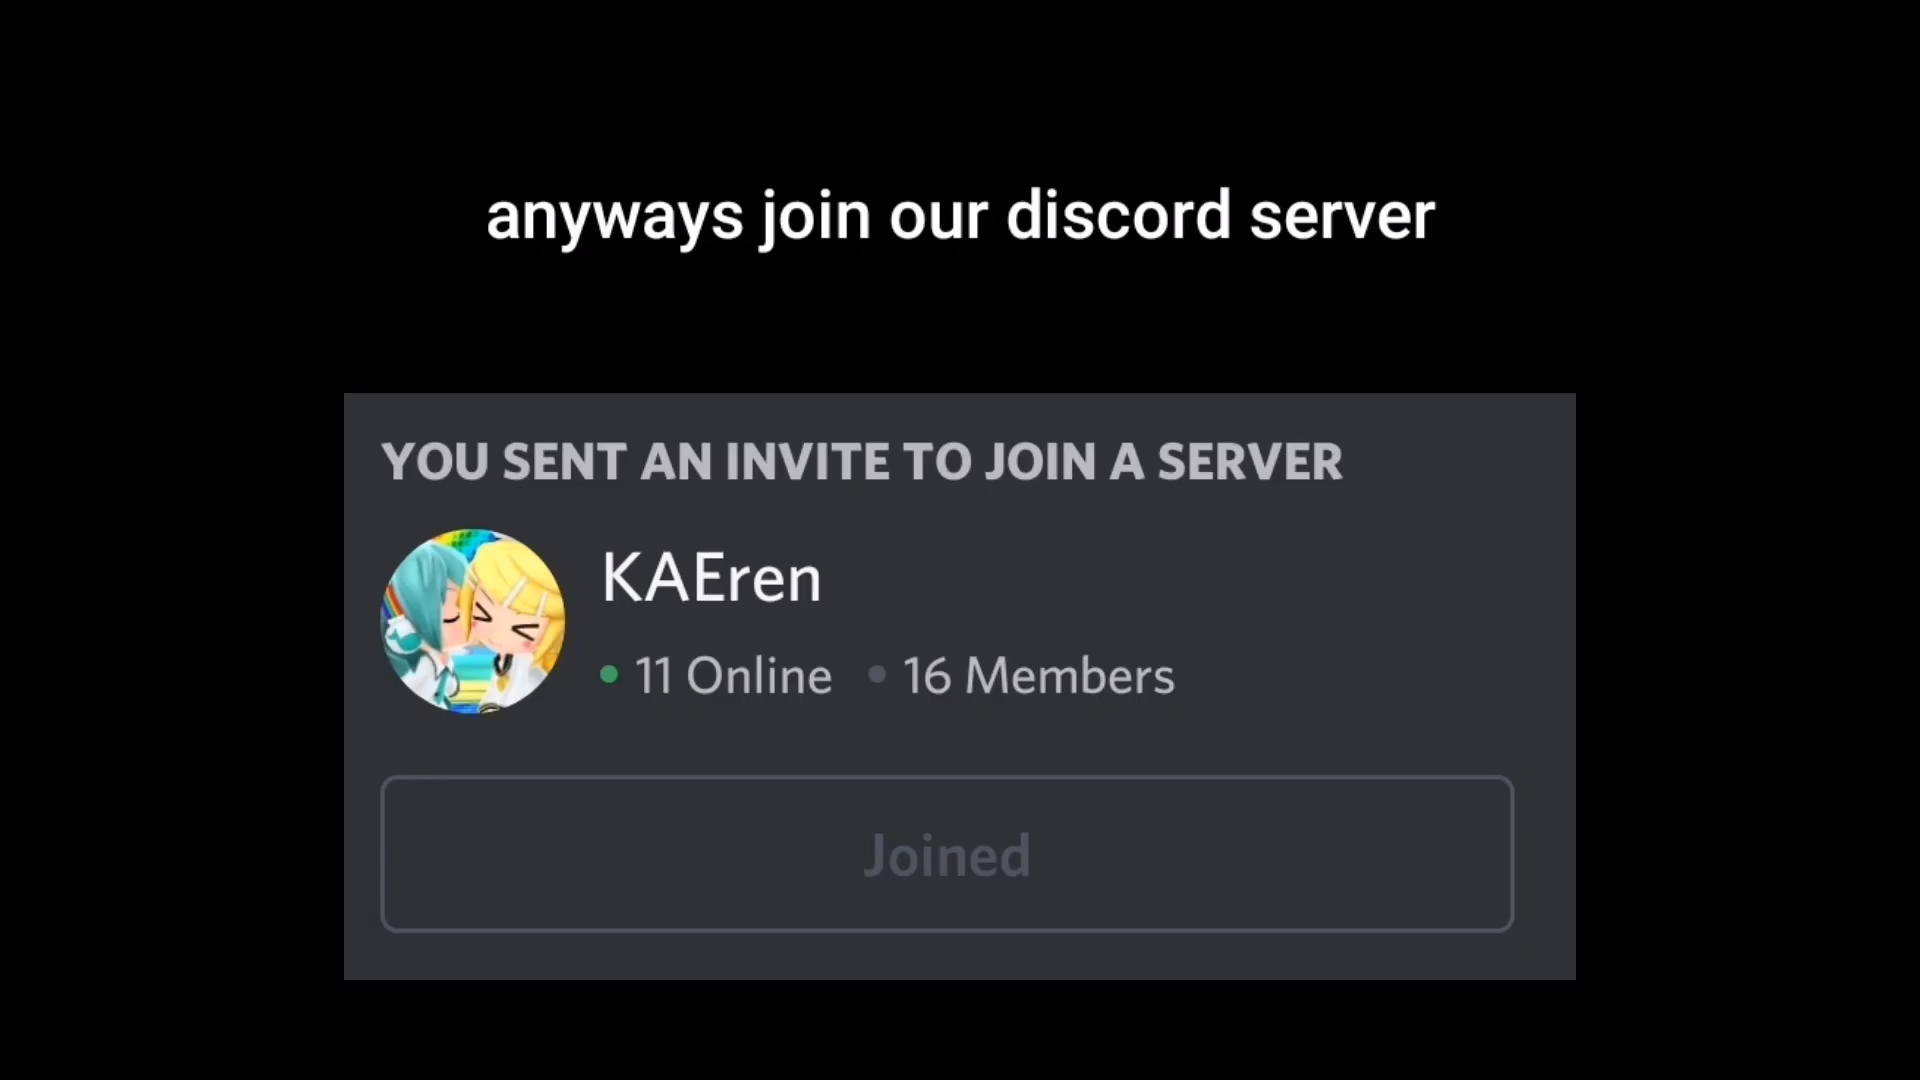 anyways join our discord server
YOU SENT AN INVITE TO JOIN A SERVER
KAEren
11 Online 16 Members
Joined